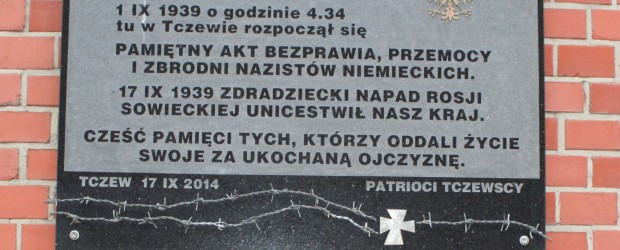 1 IX 1939 o godzinie 4.34
tu w Tczewie rozpoczął się
PAMIĘTNY AKT BEZPRAWIA, PRZEMOCY
I ZBRODNI NAZISTÓW NIEMIECKICH.
17 IX 1939 ZDRADZIECKI NAPAD ROSJI
SOWIECKIEJ UNICESTWIŁ NASZ KRAJ.
CZEŚĆ PAMIĘCI TYCH, KTÓRZY ODDALI ŻYCIE
SWOJE ZA UKOCHANĄ OJCZYZNĘ.
TCZEW 17 IX 2014 PATRIOCI TCZEWSCY